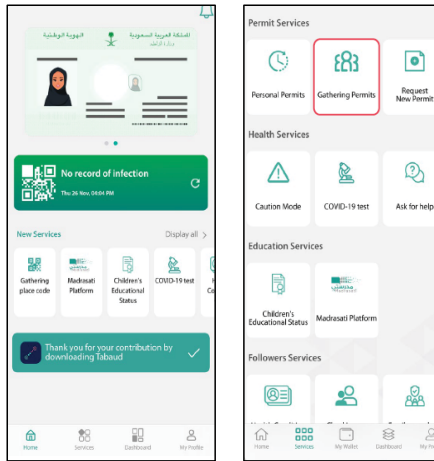 الهوية الوطنية
المملكة العربية السعودية
وزارة الداخلية
No record of infection
Thu 26 Nov, 04:04 PM
New Services
Display all >
Gathering place code
Madrasati Platform
Children's Educational Status
COVID-19 test
Thank you for your contribution by
downloading Tabaud
Home
Services
Dashboard
My Profile
Permit Services
Personal Permits
Gathering Permits
Request
New Permit
Health Services
Caution Mode
COVID-19 test
Ask for help
Education Services
Children's
Educational Status
Madrasati Platform
Followers Services
Home
Services
My Wallet
Dashboard